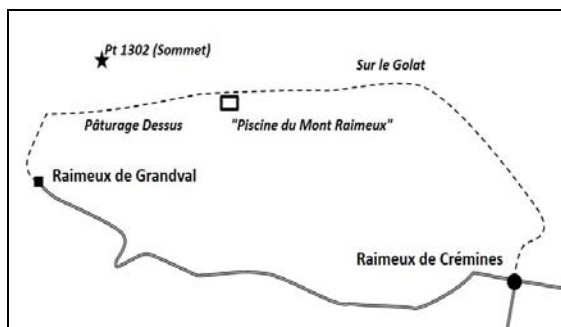 Pt 1302 (Sommet)
Sur le Golat
Pâturage Dessus
"Piscine du Mont Raimeux"
Raimeux de Grandval
Raimeux de Crémines